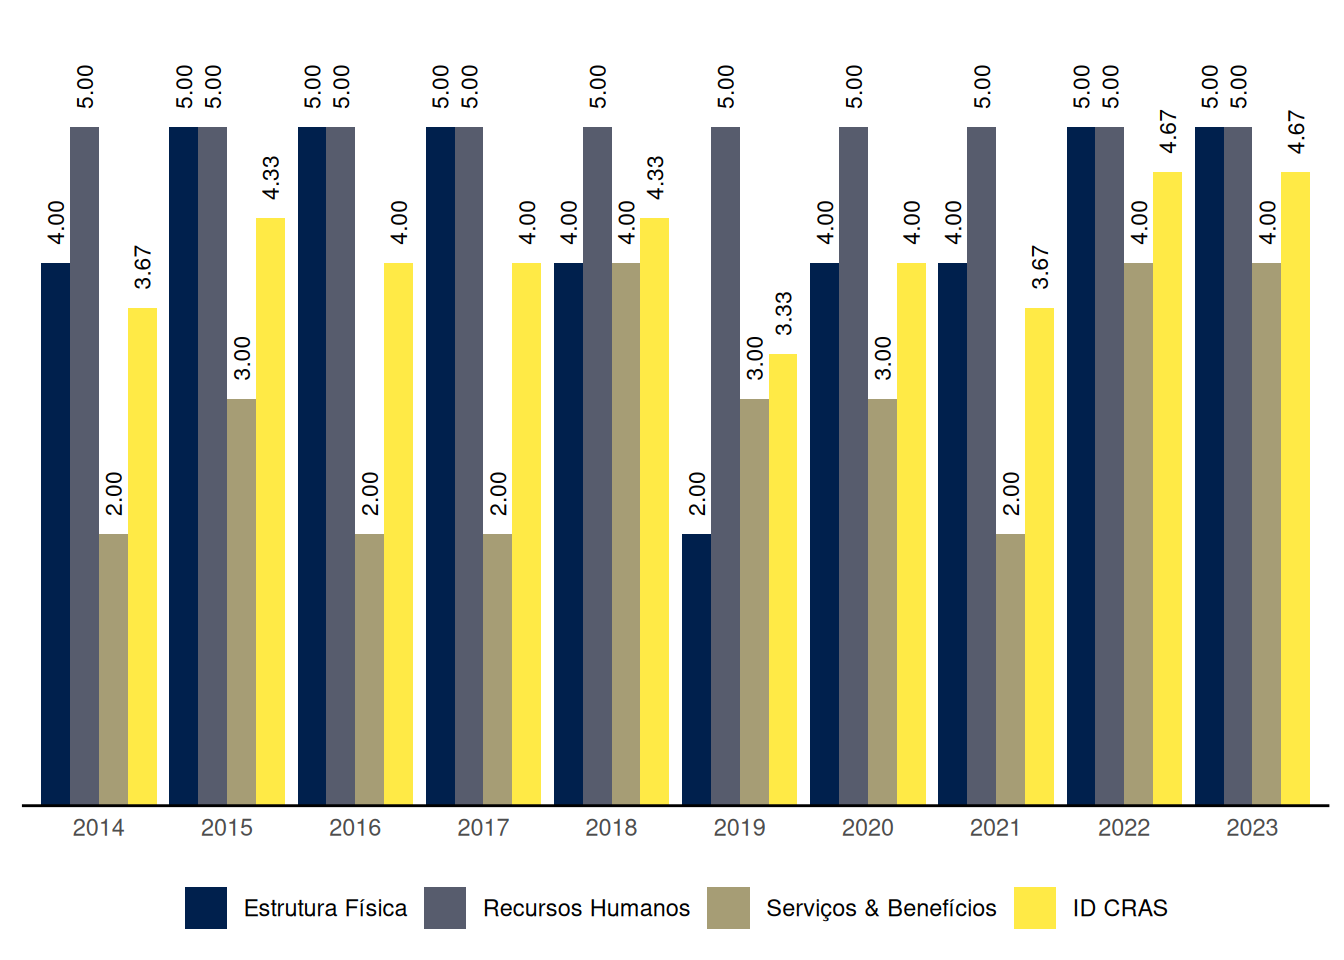 5.00 5.00 5.00 5.00 5.00 5.00 5.00 5.00 5.00 5.00 5.00 5.00 5.00 5.00 5.00
4.67 4.67
4.33 4.33
4.00 4.00 4.00 4.00 4.00 4.00 4.00 4.00 4.00 4.00
3.67 3.67
3.33
3.00 3.00 3.00
2.00 2.00 2.00 2.00 2.00
2014 2015 2016 2017 2018 2019 2020 2021 2022 2023
Estrutura Física Recursos Humanos Serviços & Benefícios ID CRAS